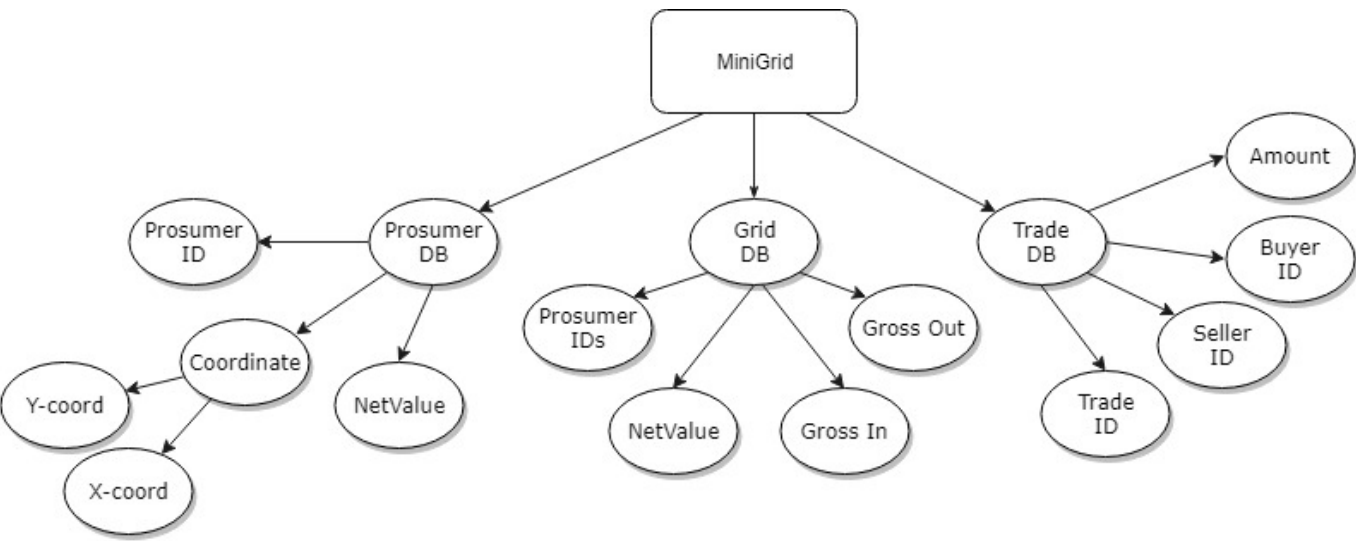 MiniGrid
Amount
Prosumer
ID
Prosumer
DB
Grid
DB
Trade
DB
Buyer
ID
Prosumer
IDs
Gross Out
Seller
ID
Coordinate
Y-coord
NetValue
Trade
ID
NetValue
Gross In
X-coord